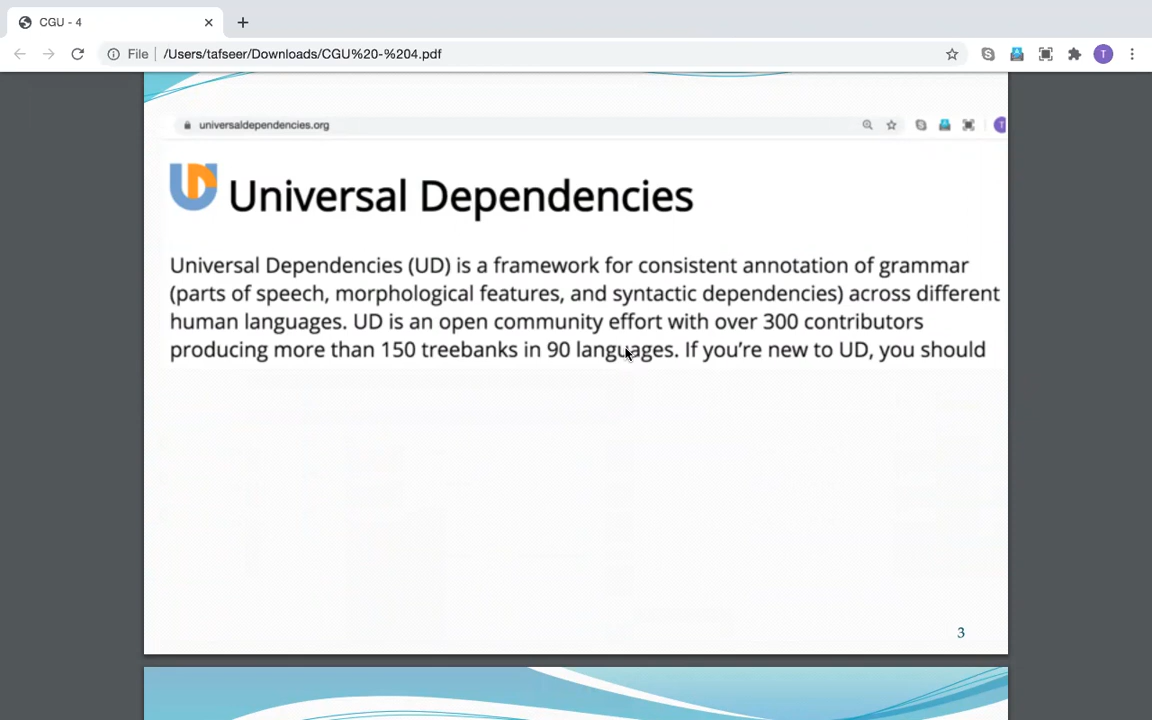 CGU - 4
File /Users/tafseer/Downloads/CGU%20-%204.pdf
T
universaldependencies.org
T
UD Universal Dependencies
Universal Dependencies (UD) is a framework for consistent annotation of grammar
(parts of speech, morphological features, and syntactic dependencies) across different
human languages. UD is an open community effort with over 300 contributors
producing more than 150 treebanks in 90 languages. If you’re new to UD, you should
3